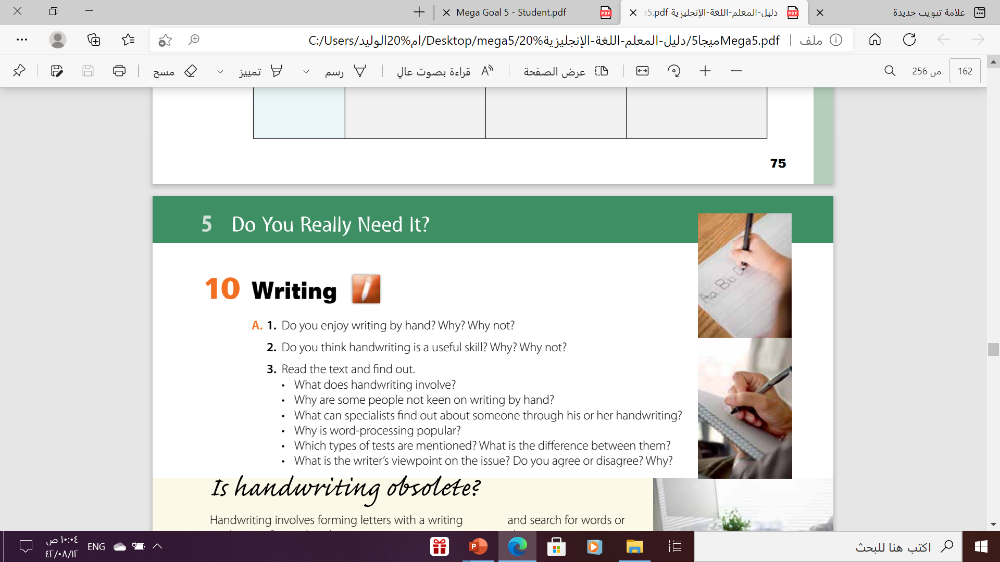 علامة تبويب جديدة
دليل-المعلم-اللغة-الإنجليزية a5.pdf
Mega Goal 5 - Student.pdf
ملف
C:/Users/ام%20الوليد/Desktop/mega5/20%ميجا5/دليل-المعلم-اللغة-الإنجليزيةMega5.pdf
162
من 256
عرض الصفحة
قراءة بصوت عالٍ
رسم
تمييز
مسح
75
5 Do You Really Need It?
10 Writing
Aa Bb C
A. 1. Do you enjoy writing by hand? Why? Why not?
2. Do you think handwriting is a useful skill? Why? Why not?
3. Read the text and find out.
• What does handwriting involve?
• Why are some people not keen on writing by hand?
• What can specialists find out about someone through his or her handwriting?
• Why is word-processing popular?
• Which types of tests are mentioned? What is the difference between them?
• What is the writer's viewpoint on the issue? Do you agree or disagree? Why?
Is handwriting obsolete?
Handwriting involves forming letters with a writing
and search for words or
اكتب هنا للبحث
ENG
١٠:٠٤ ص
٤٢/٠٨/١٢